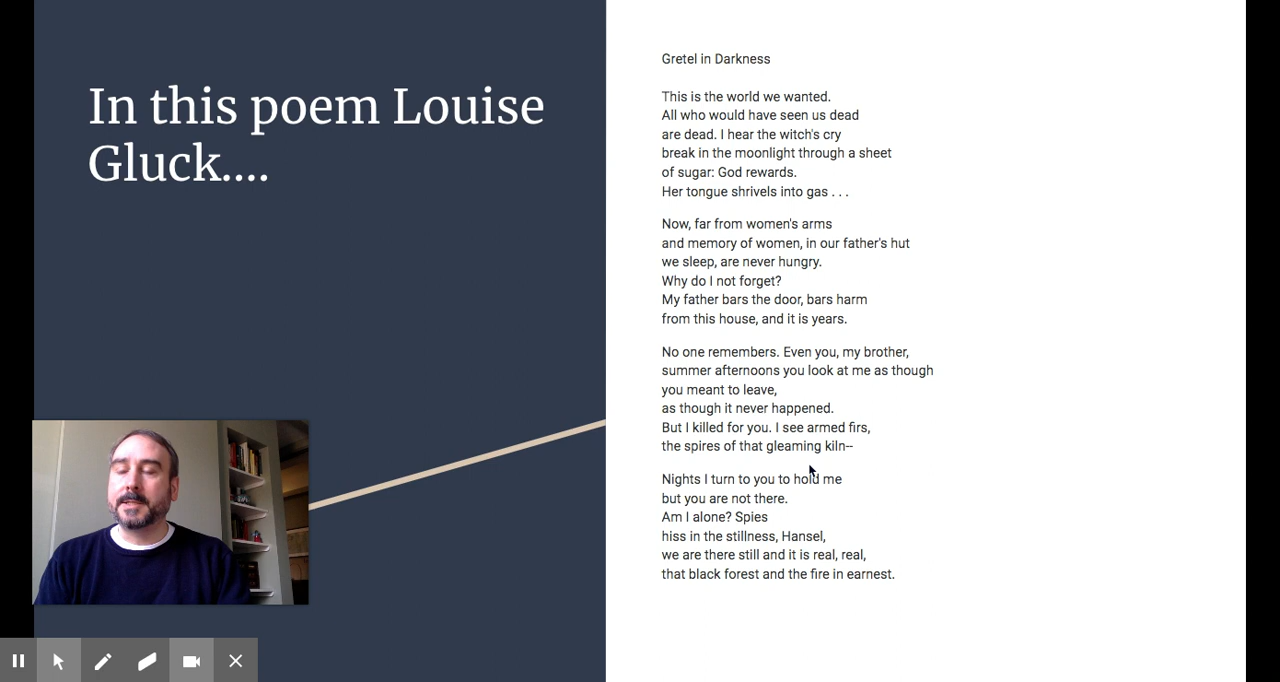 In this poem Louise
Gluck....
Gretel in Darkness
This is the world we wanted.
All who would have seen us dead
are dead. I hear the witch's cry
break in the moonlight through a sheet
of sugar: God rewards.
Her tongue shrivels into gas . . .
Now, far from women's arms
and memory of women, in our father's hut
we sleep, are never hungry.
Why do I not forget?
My father bars the door, bars harm
from this house, and it is years.
No one remembers. Even you, my brother,
summer afternoons you look at me as though
you meant to leave,
as though it never happened.
But I killed for you. I see armed firs,
the spires of that gleaming kiln--
Nights I turn to you to hold me
but you are not there.
Am I alone? Spies
hiss in the stillness, Hansel,
we are there still and it is real, real,
that black forest and the fire in earnest.